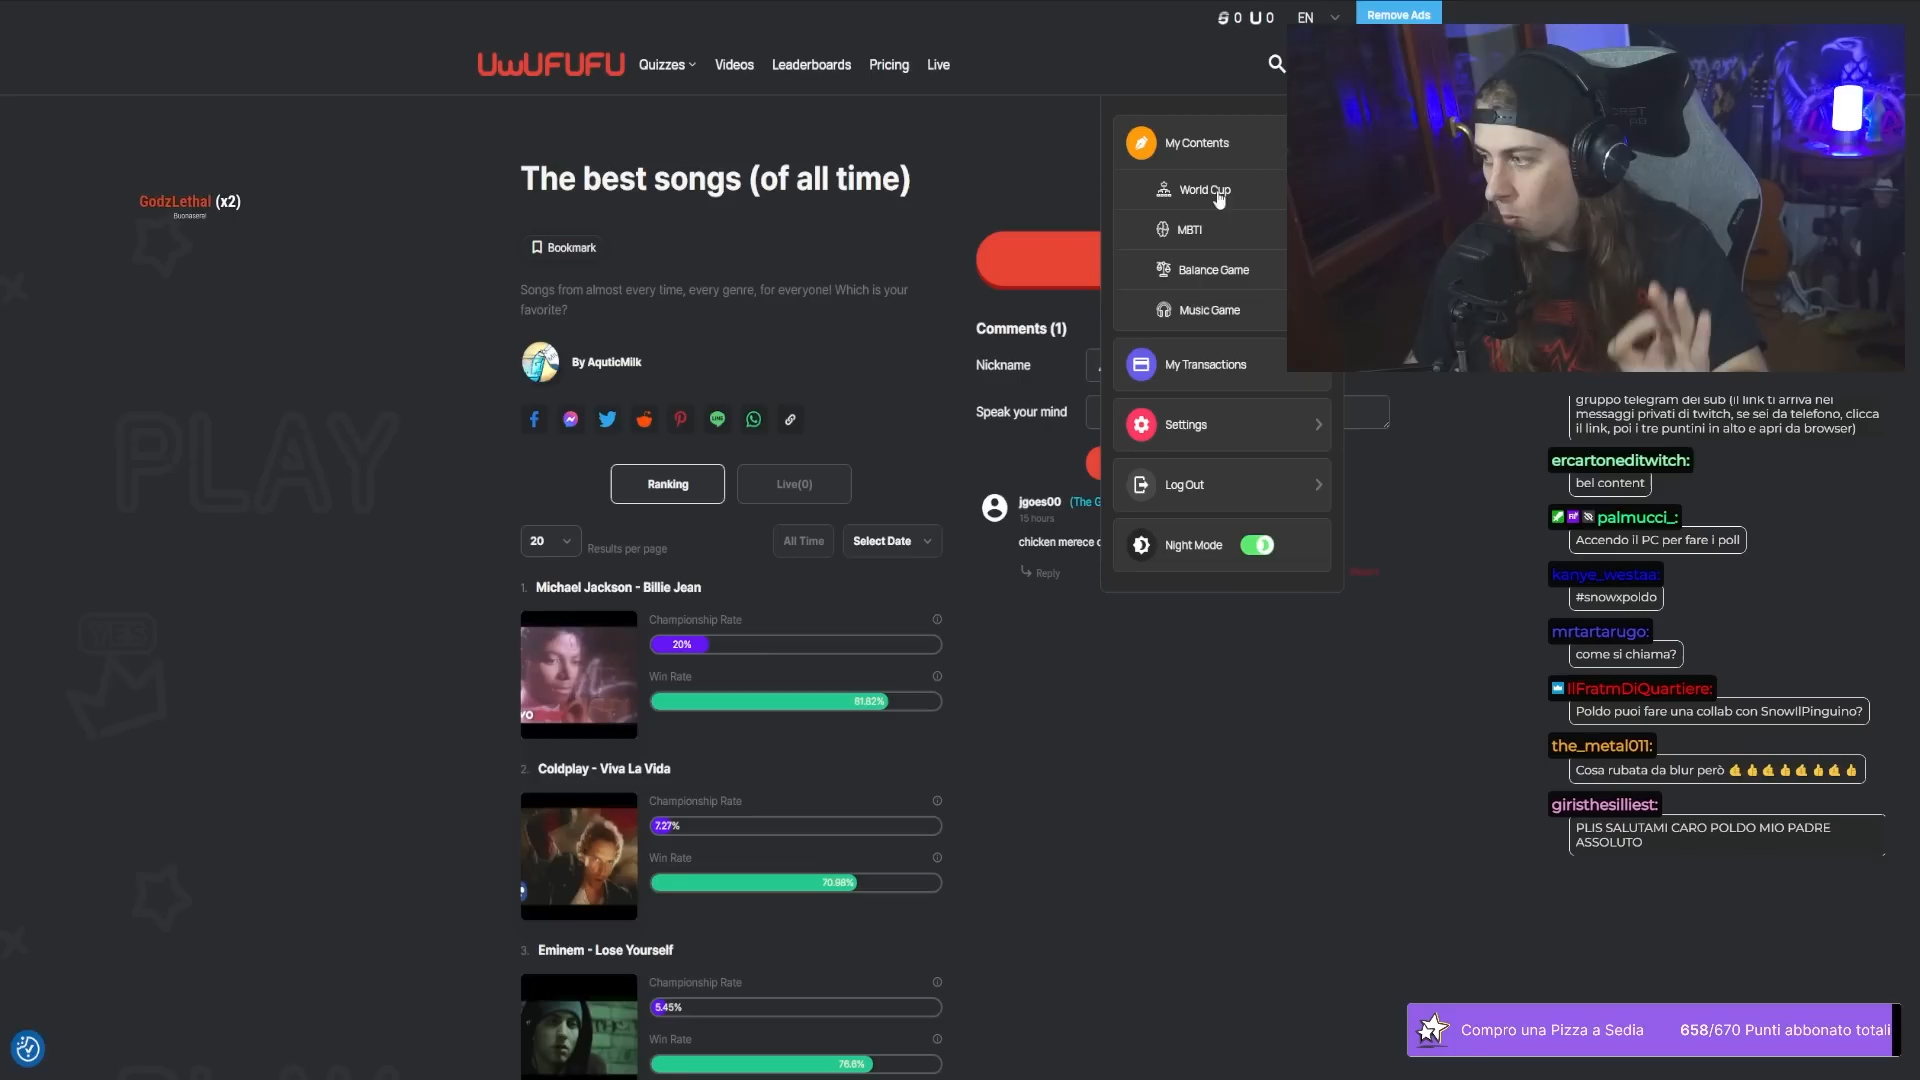 0 0 EN
Remove Ads
UwUFUFU
Quizzes
Videos
Leaderboards
Pricing
Live
GodzLethal (x2)
Buonasera!
The best songs (of all time)
Bookmark
Songs from almost every time, every genre, for everyone! Which is your
favorite?
By AquticMilk
Ranking
Live(0)
20
Results per page
All Time
Select Date
1. Michael Jackson - Billie Jean
Championship Rate
20%
Win Rate
81.82%
2. Coldplay - Viva La Vida
Championship Rate
7.27%
Win Rate
70.98%
3. Eminem - Lose Yourself
Championship Rate
5.45%
Win Rate
76.6%
Comments (1)
Nickname
Speak your mind
jgoes00 (The G
15 hours
chicken merece
Reply
My Contents
World Cup
MBTI
Balance Game
Music Game
My Transactions
Settings
Log Out
Night Mode
PLAY
MES
gruppo telegram dei sub (il link ti arriva nei
messaggi privati di twitch, se sei da telefono, clicca
il link, poi i tre puntini in alto e apri da browser)
ercartoneditwitch:
bel content
palmucci_:
Accendo il PC per fare i poll
kanye_westaa:
#snowxpoldo
mrtartarugo:
come si chiama?
IlFratmDiQuartiere:
Poldo puoi fare una collab con SnowIlPinguino?
the_metal011:
Cosa rubata da blur però 🤙👍🤙👍🤙👍🤙👍
giristhesilliest:
PLIS SALUTAMI CARO POLDO MIO PADRE
ASSOLUTO
Compro una Pizza a Sedia 658/670 Punti abbonato totali